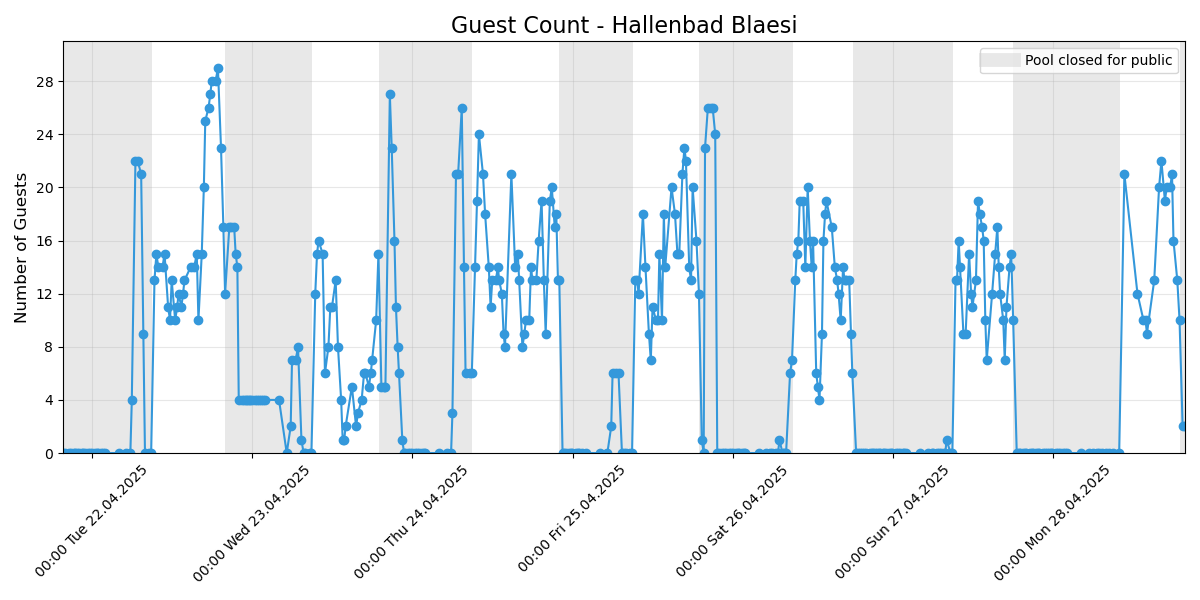 Guest Count - Hallenbad Blaesi
Pool closed for public
Number of Guests
28
24
20
16
12
8
4
0
00:00 Tue 22.04.2025
00:00 Wed 23.04.2025
00:00 Thu 24.04.2025
00:00 Fri 25.04.2025
00:00 Sat 26.04.2025
00:00 Sun 27.04.2025
00:00 Mon 28.04.2025